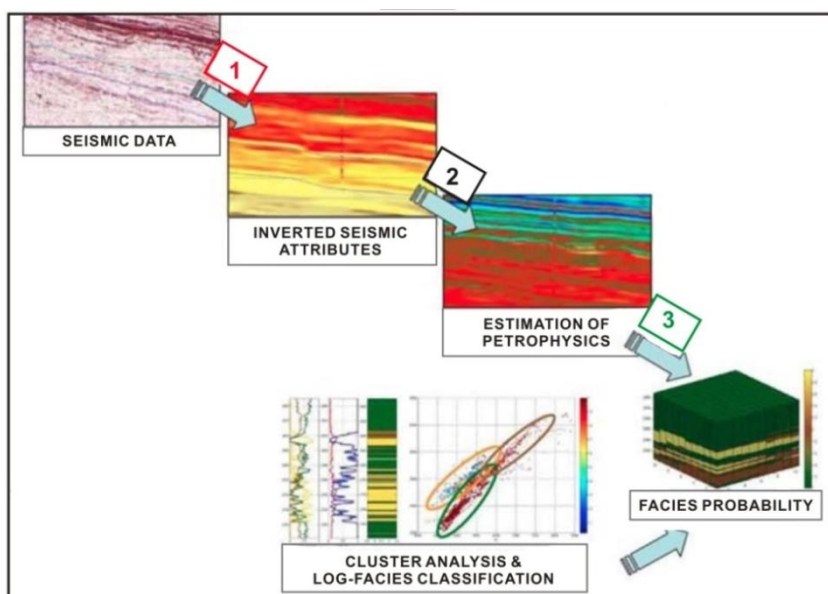 1
SEISMIC DATA
2
INVERTED SEISMIC
ATTRIBUTES
3
ESTIMATION OF
PETROPHYSICS
FACIES PROBABILITY
CLUSTER ANALYSIS &
LOG-FACIES CLASSIFICATION